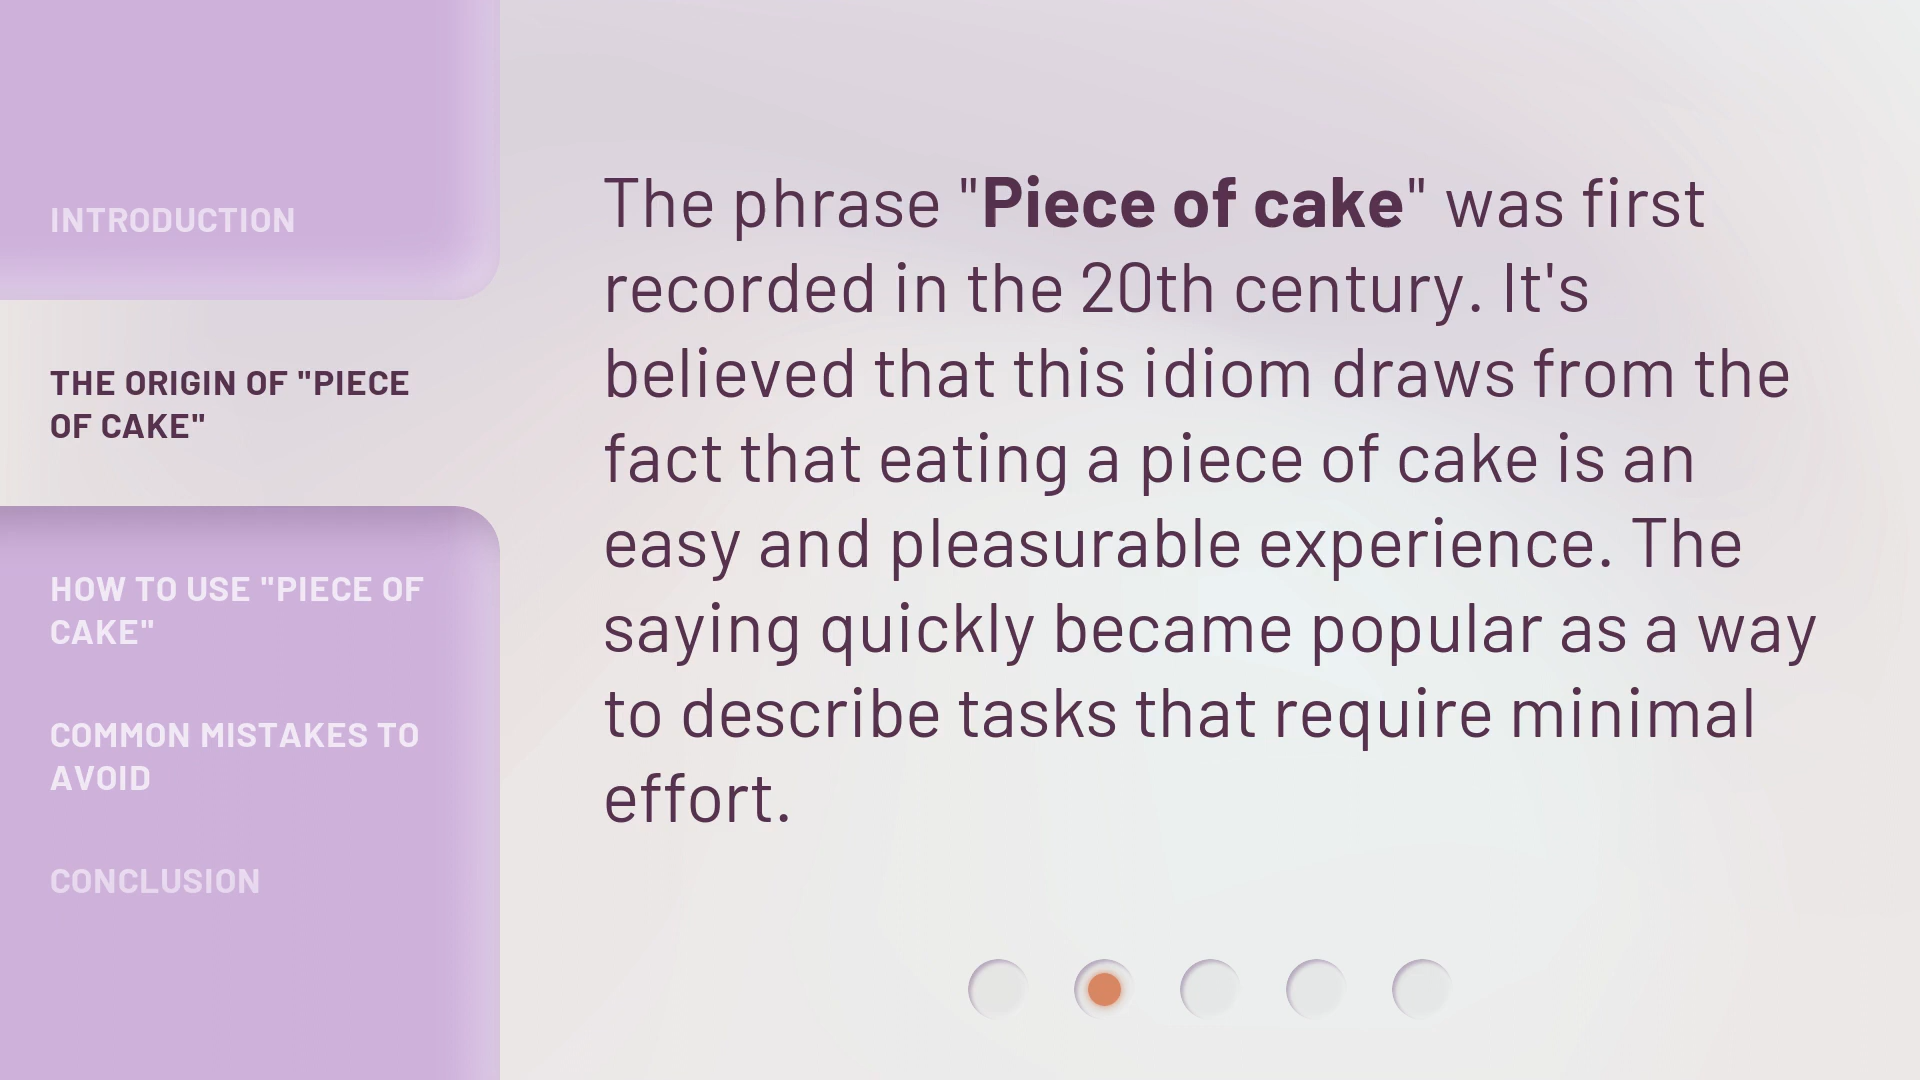 INTRODUCTION
THE ORIGIN OF "PIECE
OF CAKE"
HOW TO USE "PIECE OF
CAKE"
COMMON MISTAKES TO
AVOID
CONCLUSION
The phrase "Piece of cake" was first
recorded in the 20th century. It's
believed that this idiom draws from the
fact that eating a piece of cake is an
easy and pleasurable experience. The
saying quickly became popular as a way
to describe tasks that require minimal
effort.